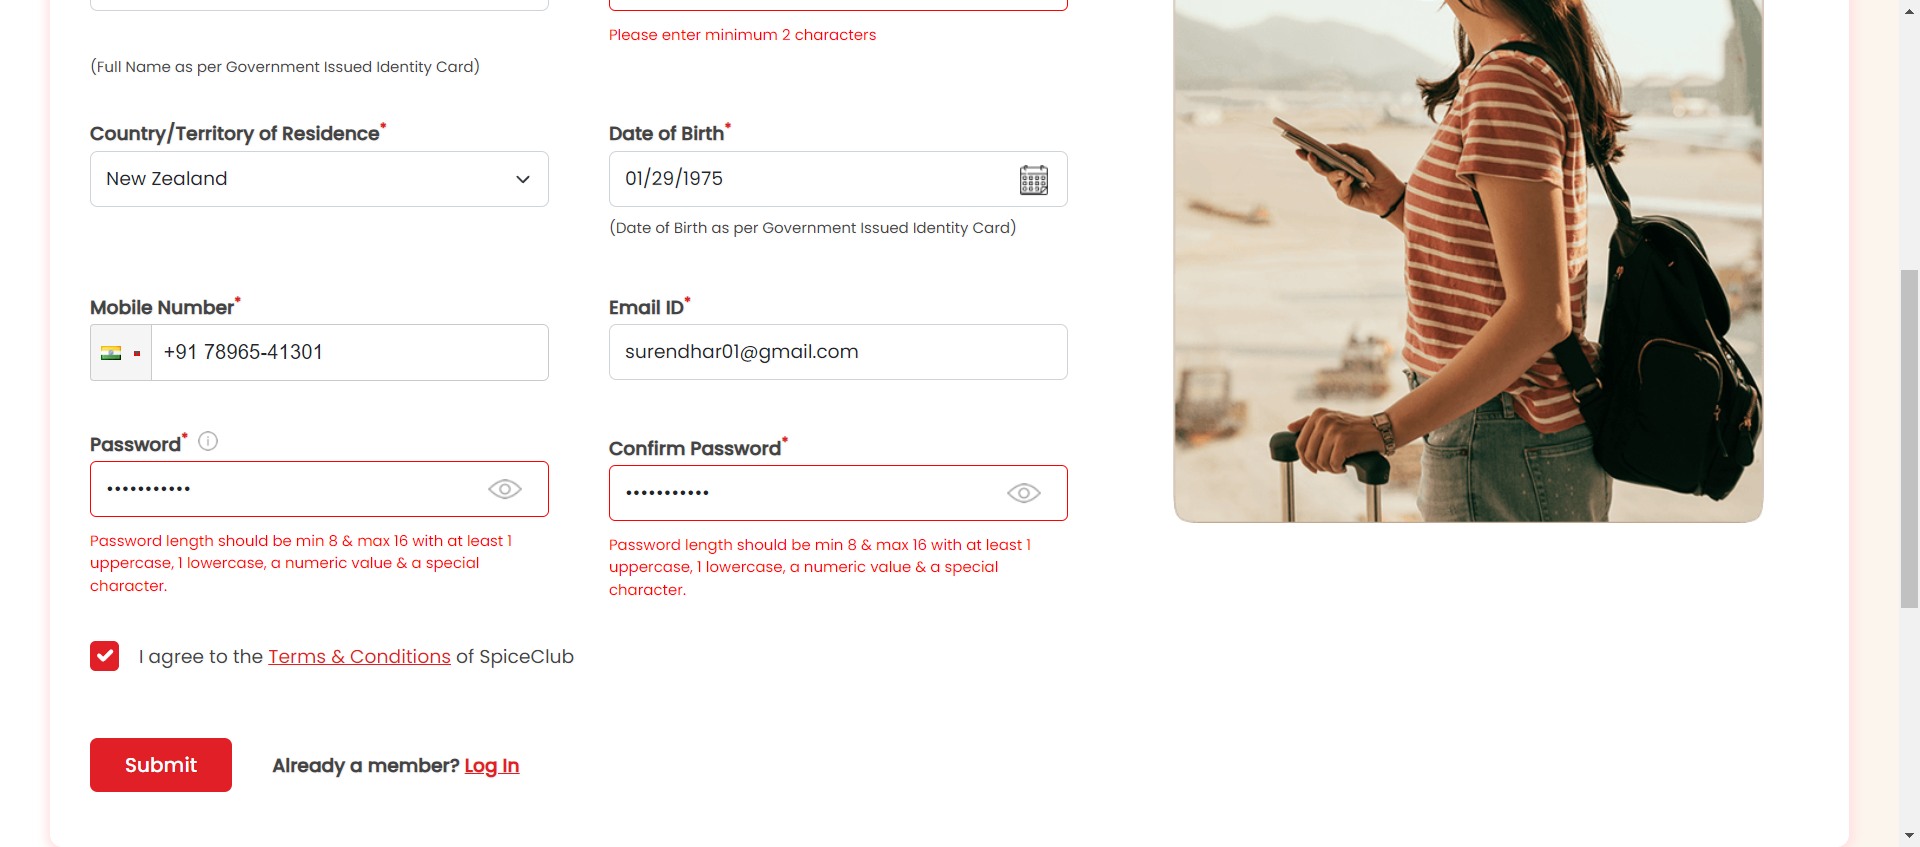 Please enter minimum 2 characters
(Full Name as per Government Issued Identity Card)
Country/Territory of Residence*
Date of Birth*
New Zealand
01/29/1975
(Date of Birth as per Government Issued Identity Card)
Mobile Number*
Email ID*
+91 78965-41301
surendhar01@gmail.com
Password*
Confirm Password*
•••••••••••
•••••••••••
Password length should be min 8 & max 16 with at least 1
uppercase, 1 lowercase, a numeric value & a special
character.
Password length should be min 8 & max 16 with at least 1
uppercase, 1 lowercase, a numeric value & a special
character.
I agree to the Terms & Conditions of SpiceClub
Submit
Already a member? Log In